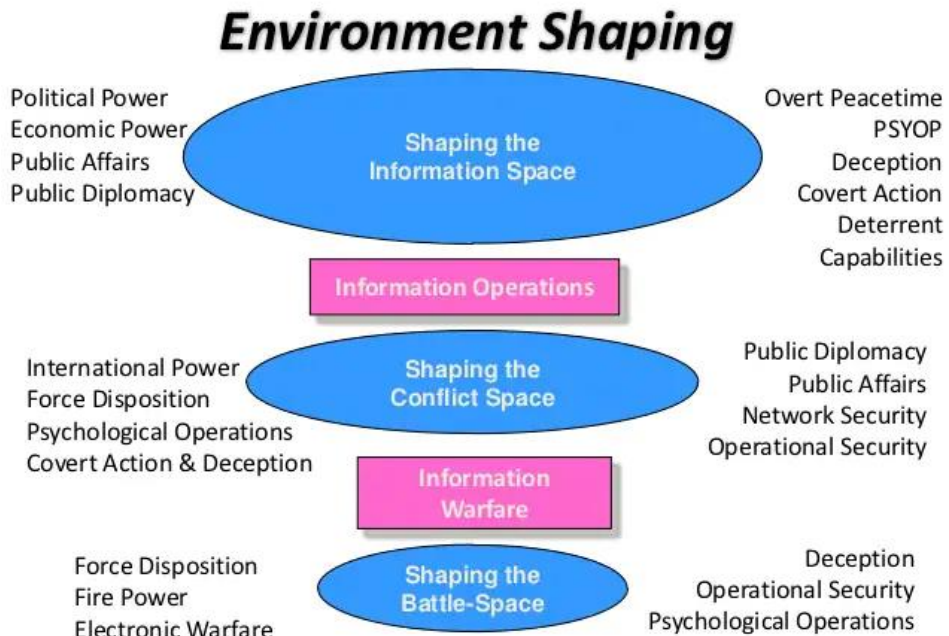 Environment Shaping
Political Power
Economic Power
Public Affairs
Public Diplomacy
Shaping the
Information Space
Overt Peacetime
PSYOP
Deception
Covert Action
Deterrent
Capabilities
Information Operations
International Power
Force Disposition
Psychological Operations
Covert Action & Deception
Shaping the
Conflict Space
Public Diplomacy
Public Affairs
Network Security
Operational Security
Information
Warfare
Force Disposition
Fire Power
Electronic Warfare
Shaping the
Battle-Space
Deception
Operational Security
Psychological Operations